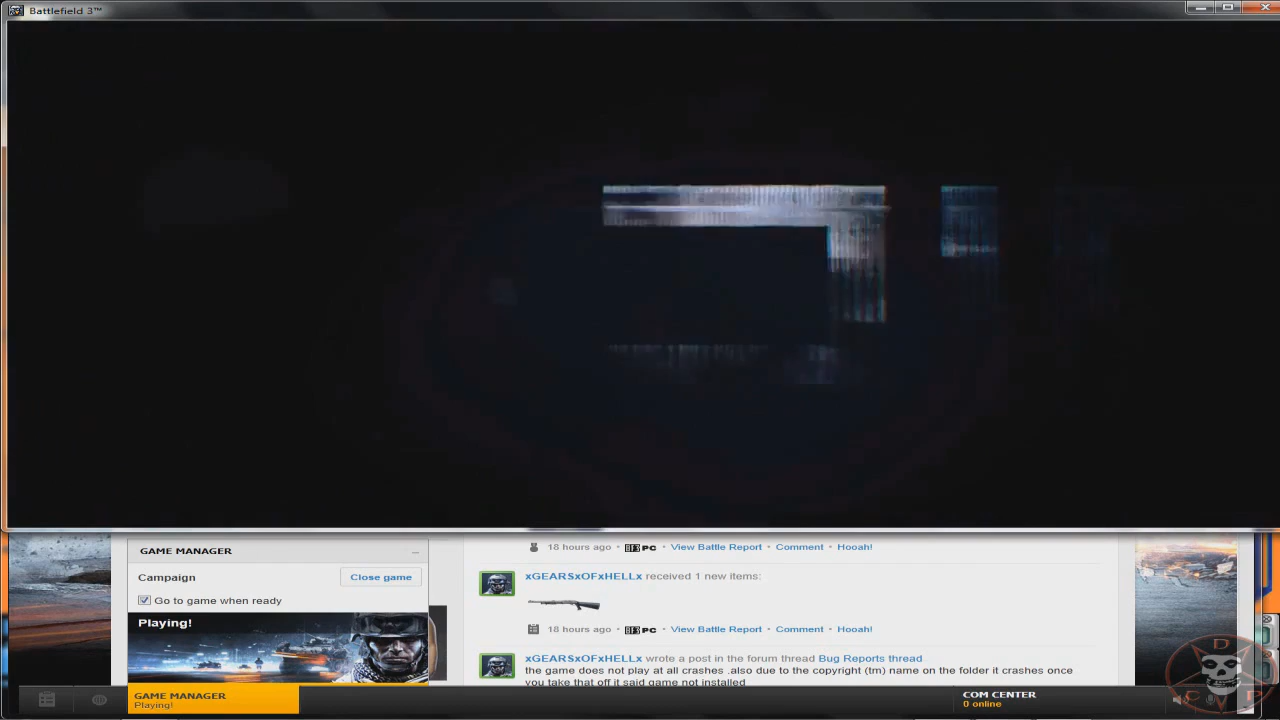 Battlefield 3™
GAME MANAGER
Campaign
Close game
Go to game when ready
Playing!
GAME MANAGER
Playing!
18 hours ago • PC • View Battle Report • Comment • Hooah!
xGEARSxOFxHELLx received 1 new items:
18 hours ago • PC • View Battle Report • Comment • Hooah!
xGEARSxOFxHELLx wrote a post in the forum thread Bug Reports thread
the game does not play at all crashes .also due to the copyright (tm) name on the folder it crashes once
you take that off it said game not installed
COM CENTER
0 online
D
C
D